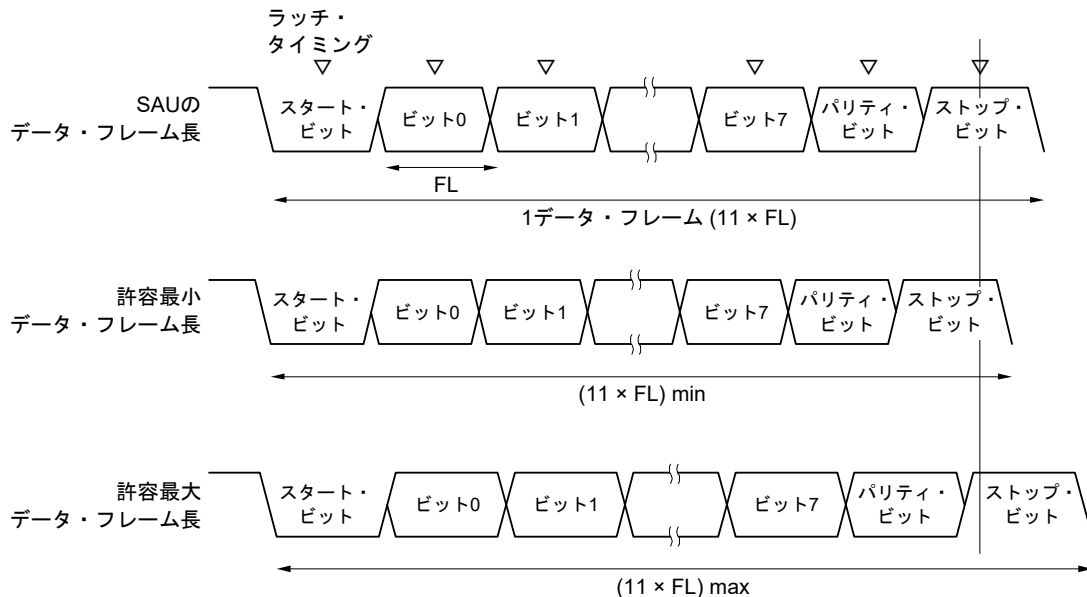 ラッチ・
タイミング
SAUの
データ・フレーム長
スタート・
ビット
ビット0
ビット1
ビット7
パリティ・
ビット
ストップ・
ビット
FL
1データ・フレーム (11 × FL)
許容最小
データ・フレーム長
スタート・
ビット
ビット0
ビット1
ビット7
パリティ・
ビット
ストップ・
ビット
(11 × FL) min
許容最大
データ・フレーム長
スタート・
ビット
ビット0
ビット1
ビット7
パリティ・
ビット
ストップ・
ビット
(11 × FL) max